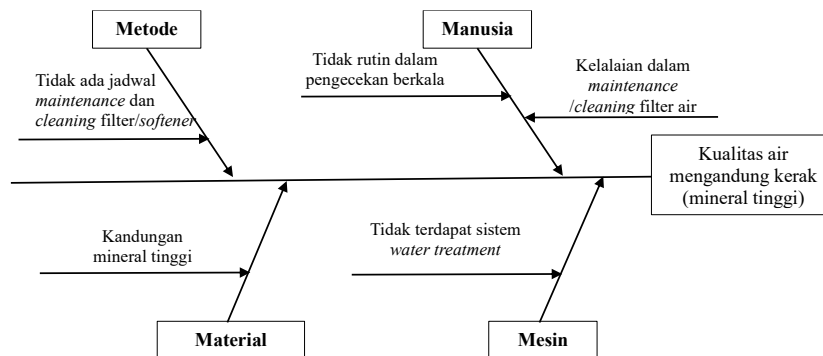 Metode
Manusia
Tidak ada jadwal
maintenance dan
cleaning filter/softener
Tidak rutin dalam
pengecekan berkala
Kelalaian dalam
maintenance
/cleaning filter air
Kualitas air
mengandung kerak
(mineral tinggi)
Kandungan
mineral tinggi
Tidak terdapat sistem
water treatment
Material
Mesin